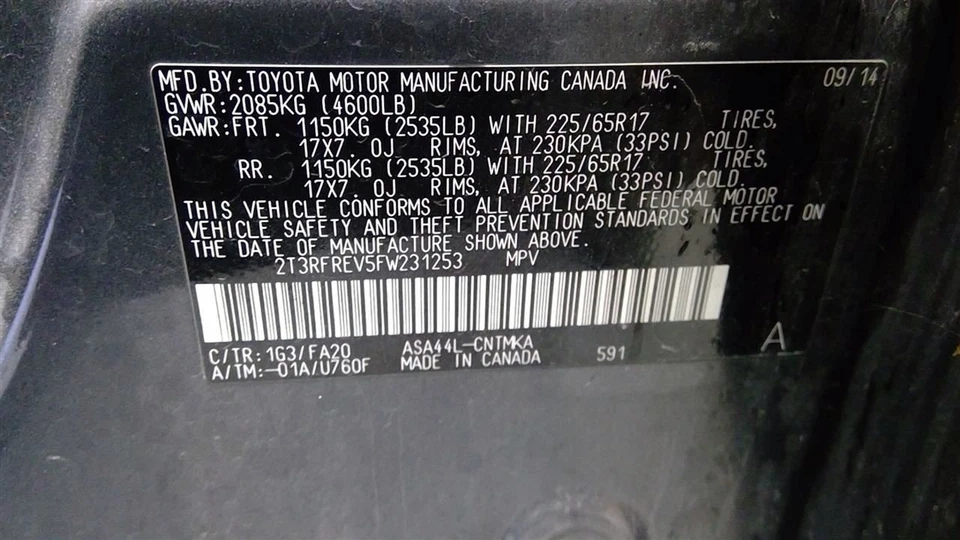 MFD.BY:TOYOTA MOTOR MANUFACTURING CANADA INC. 09/14
GVWR:2085KG (4600LB)
GAWR:FRT. 1150KG (2535LB) WITH 225/65R17 TIRES,
17X7.0J RIMS, AT 230KPA (33PSI) COLD.
RR. 1150KG (2535LB) WITH 225/65R17 TIRES,
17X7.0J RIMS, AT 230KPA (33PSI) COLD.
THIS VEHICLE CONFORMS TO ALL APPLICABLE FEDERAL MOTOR
VEHICLE SAFETY AND THEFT PREVENTION STANDARDS IN EFFECT ON
THE DATE OF MANUFACTURE SHOWN ABOVE.
2T3RFREV5FW231253 MPV
C/TR: 1G3/FA20 ASA44L-CNTMKA 591 A
A/TM:-01A/U760F MADE IN CANADA